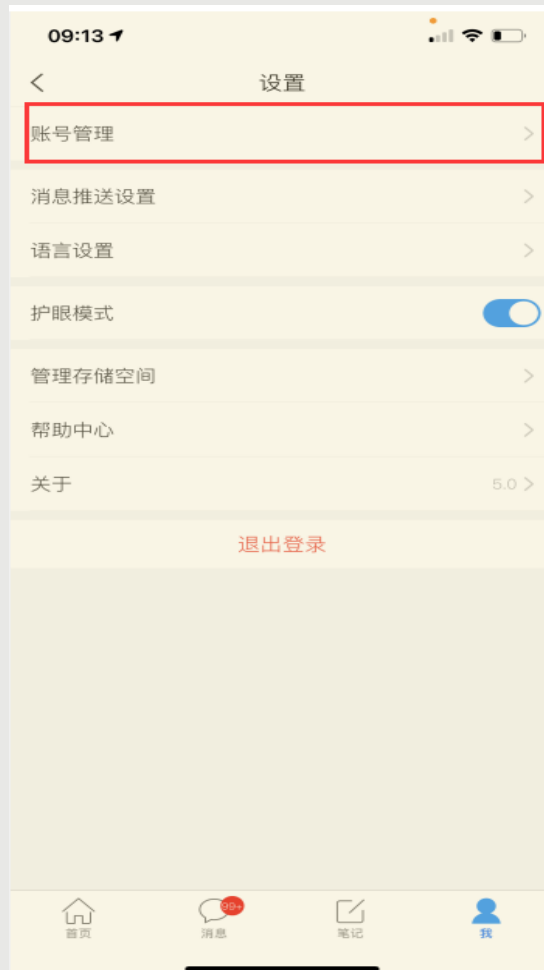 09:13
设置
账号管理
消息推送设置
语言设置
护眼模式
管理存储空间
帮助中心
关于 5.0
退出登录
99+
首页 消息 笔记 我